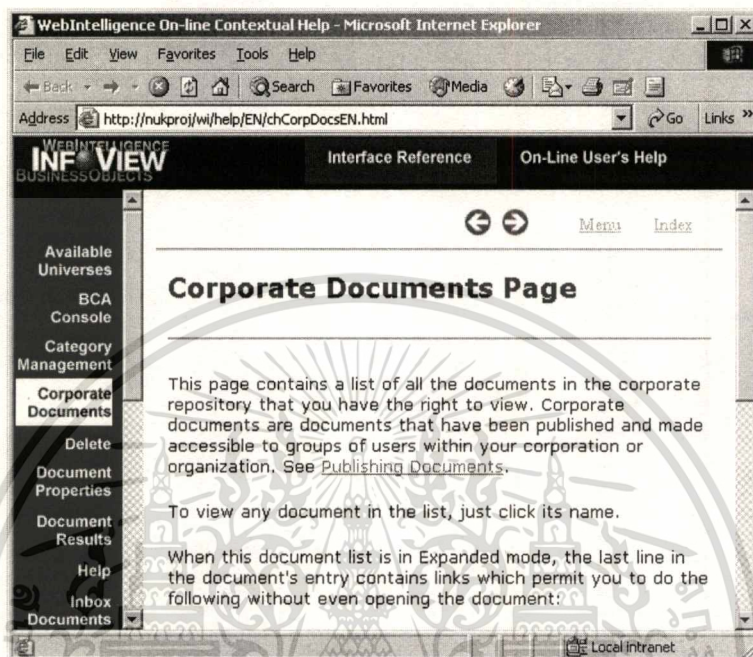 WebIntelligence On-line Contextual Help - Microsoft Internet Explorer
File Edit View Favorites Tools Help
Back Search Favorites Media
Address http://nukproj/wi/help/EN/chCorpDocsEN.html Go Links »
WEBINTELLIGENCE
INFOVIEW
BUSINESSOBJECTS
Interface Reference On-Line User's Help
Menu Index
Available
Universes
BCA
Console
Category
Management
Corporate
Documents
Delete
Document
Properties
Document
Results
Help
Inbox
Documents
Corporate Documents Page
This page contains a list of all the documents in the corporate
repository that you have the right to view. Corporate
documents are documents that have been published and made
accessible to groups of users within your corporation or
organization. See Publishing Documents.
To view any document in the list, just click its name.
When this document list is in Expanded mode, the last line in
the document's entry contains links which permit you to do the
following without even opening the document:
Local intranet